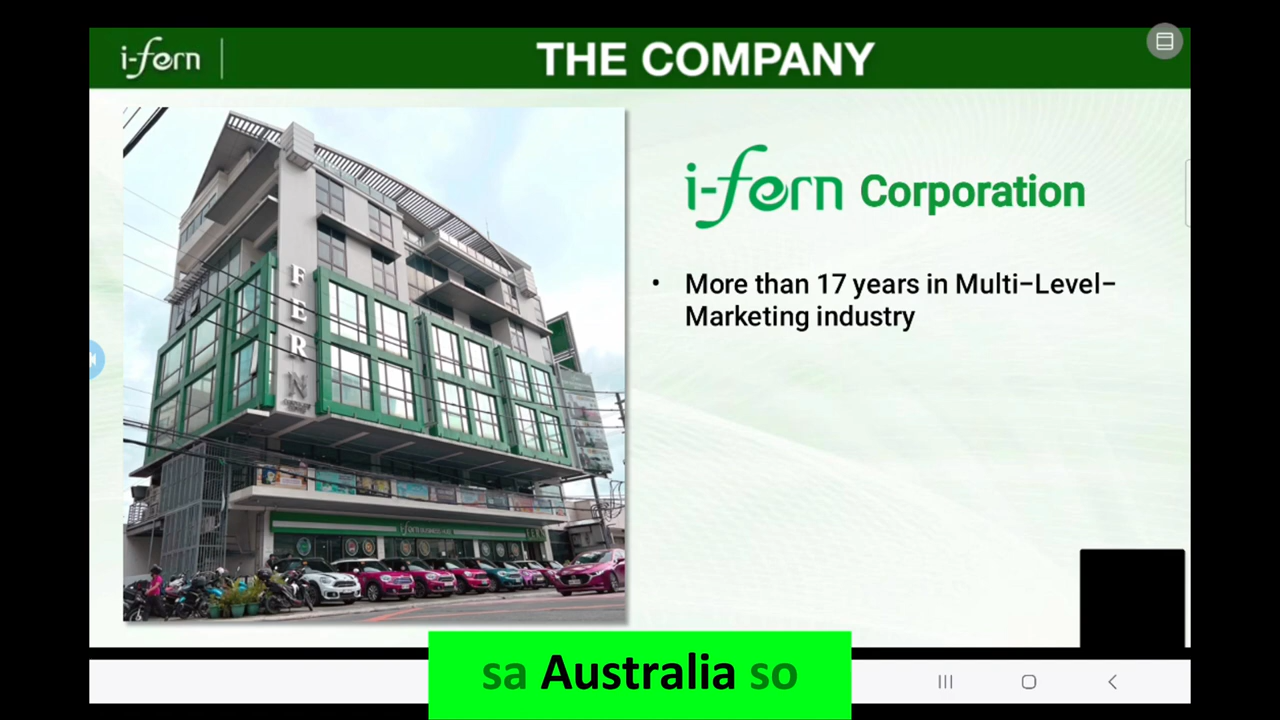 i-fern
THE COMPANY
i-fern Corporation
• More than 17 years in Multi-Level-
Marketing industry
FERN
sa Australia so